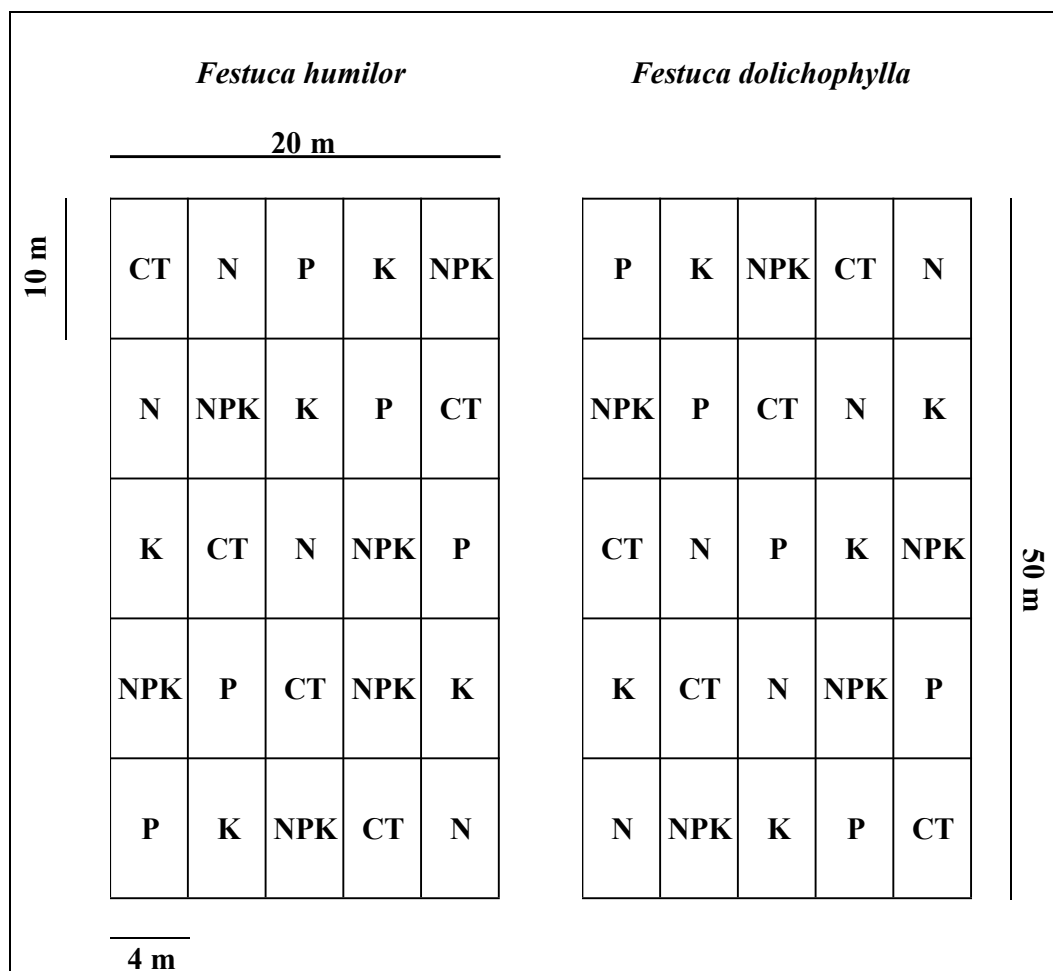 Festuca humilor
Festuca dolichophylla
20 m
10 m
CT N P K NPK
P K NPK CT N
N NPK K P CT
NPK P CT N K
K CT N NPK P
CT N P K NPK
50 m
NPK P CT NPK K
K CT N NPK P
P K NPK CT N
N NPK K P CT
4 m